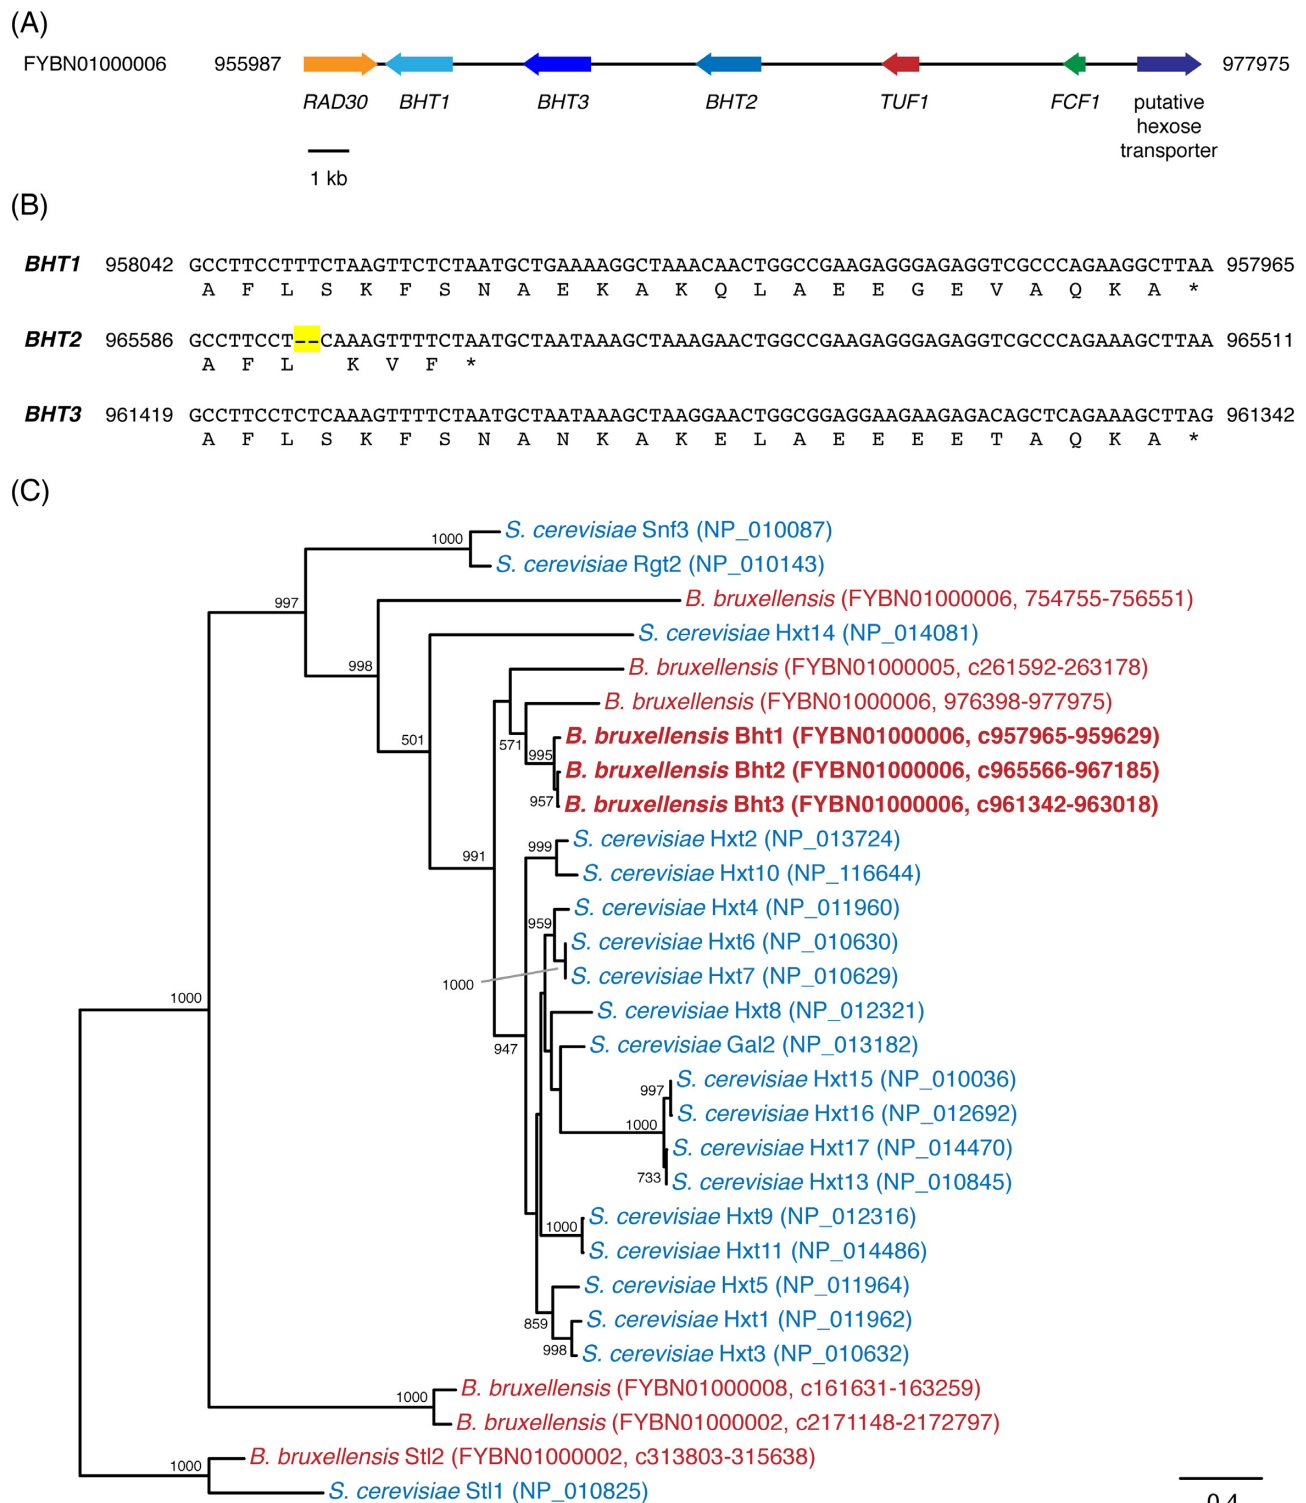 (A)
FYBN01000006 955987 977975
RAD30 BHT1 BHT3 BHT2 TUF1 FCF1 putative
hexose
transporter
1 kb
(B)
BHT1 958042 GCCTTCCTTTCTAAGTTCTCTAATGCTGAAAAGGCTAAACAACTGGCCGAAGAGGGAGAGGTCGCCCAGAAGGCTTAA 957965
A F L S K F S N A E K A K Q L A E E G E V A Q K A *
BHT2 965586 GCCTTCCT--CAAAGTTTTCTAATGCTAATAAAGCTAAAGAACTGGCCGAAGAGGGAGAGGTCGCCCAGAAAGCTTAA 965511
A F L K V F *
BHT3 961419 GCCTTCCTCTCAAAGTTTTCTAATGCTAATAAAGCTAAGGAACTGGCGGAGGAAGAAGAGACAGCTCAGAAAGCTTAG 961342
A F L S K F S N A N K A K E L A E E E E T A Q K A *
(C)
S. cerevisiae Snf3 (NP_010087)
1000
S. cerevisiae Rgt2 (NP_010143)
997
B. bruxellensis (FYBN01000006, 754755-756551)
S. cerevisiae Hxt14 (NP_014081)
998
B. bruxellensis (FYBN01000005, c261592-263178)
B. bruxellensis (FYBN01000006, 976398-977975)
501
571
B. bruxellensis Bht1 (FYBN01000006, c957965-959629)
995
B. bruxellensis Bht2 (FYBN01000006, c965566-967185)
957
B. bruxellensis Bht3 (FYBN01000006, c961342-963018)
S. cerevisiae Hxt2 (NP_013724)
991
999
S. cerevisiae Hxt10 (NP_116644)
S. cerevisiae Hxt4 (NP_011960)
959
S. cerevisiae Hxt6 (NP_010630)
S. cerevisiae Hxt7 (NP_010629)
1000
1000
S. cerevisiae Hxt8 (NP_012321)
947
S. cerevisiae Gal2 (NP_013182)
S. cerevisiae Hxt15 (NP_010036)
997
S. cerevisiae Hxt16 (NP_012692)
1000
S. cerevisiae Hxt17 (NP_014470)
733
S. cerevisiae Hxt13 (NP_010845)
S. cerevisiae Hxt9 (NP_012316)
1000
S. cerevisiae Hxt11 (NP_014486)
S. cerevisiae Hxt5 (NP_011964)
859
S. cerevisiae Hxt1 (NP_011962)
998
S. cerevisiae Hxt3 (NP_010632)
B. bruxellensis (FYBN01000008, c161631-163259)
1000
B. bruxellensis (FYBN01000002, c2171148-2172797)
B. bruxellensis Stl2 (FYBN01000002, c313803-315638)
1000
S. cerevisiae Stl1 (NP_010825)
0.4